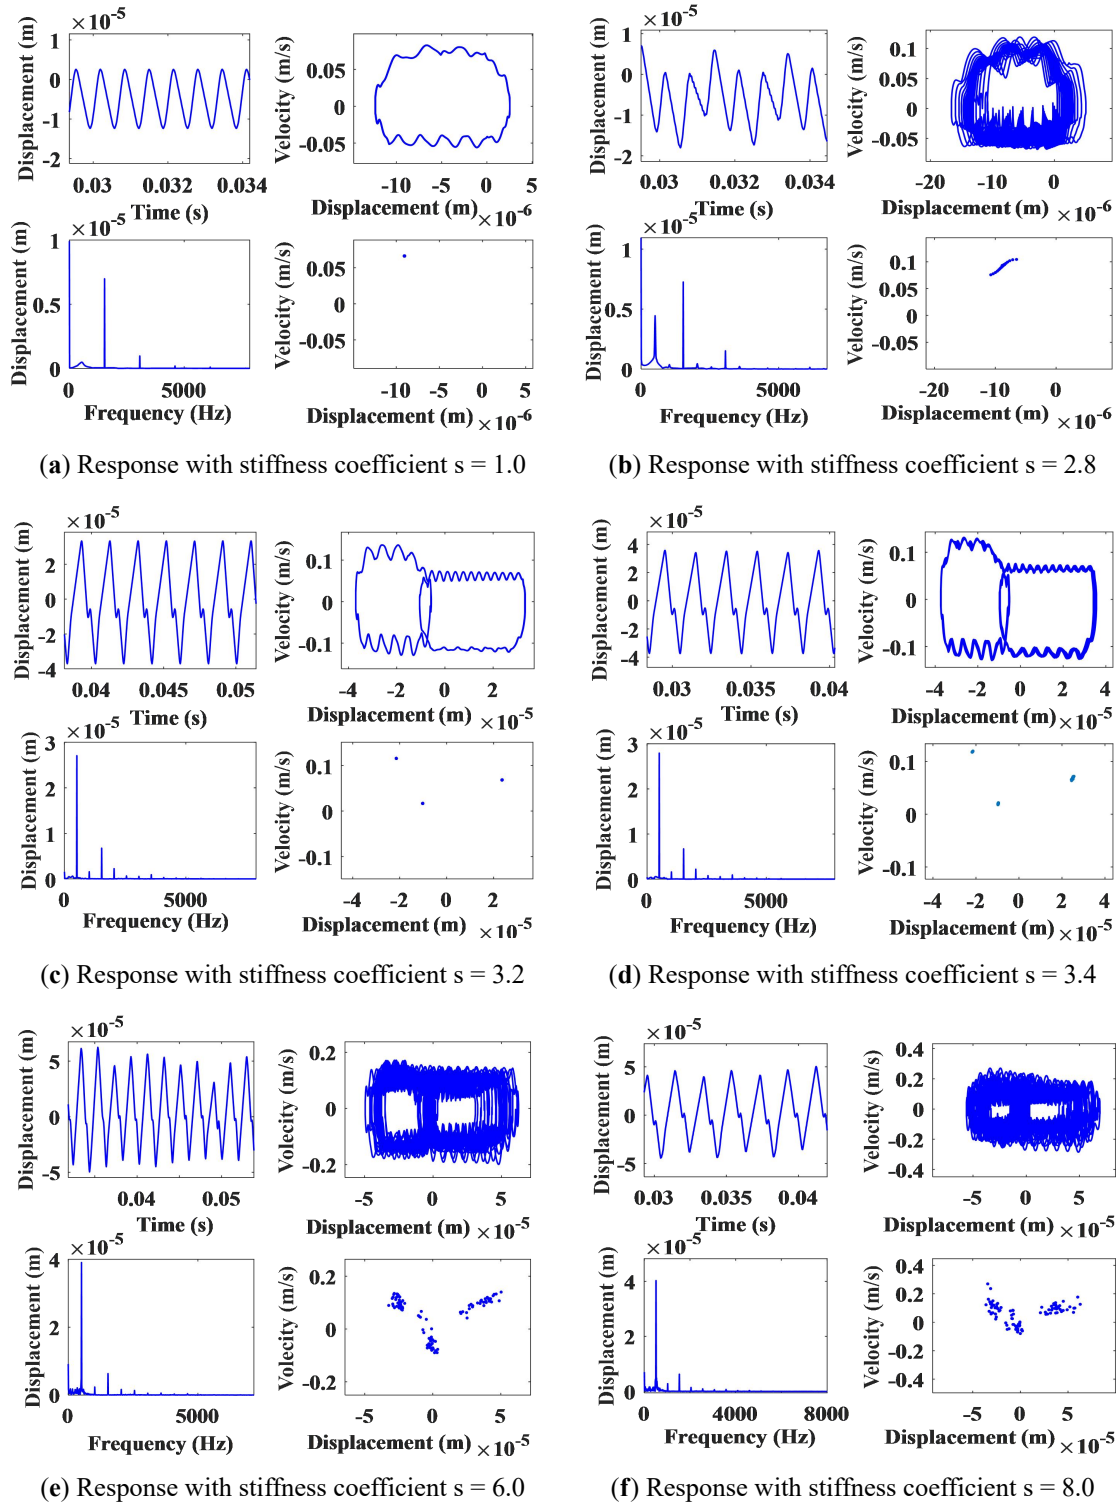 ×10-5
Displacement (m)
1
0
-1
-2
0.03 0.032 0.034
Time (s)
Velocity (m/s)
0.05
0
-0.05
-10 -5 0 5
Displacement (m) ×10-6
×10-5
Displacement (m)
1
0.5
0
0 5000
Frequency (Hz)
Velocity (m/s)
0.05
0
-0.05
-10 -5 0 5
Displacement (m) ×10-6
(a) Response with stiffness coefficient s = 1.0
×10-5
Displacement (m)
1
0
-1
-2
0.03 0.032 0.034
Time (s)
Velocity (m/s)
0.1
0.05
0
-0.05
-20 -10 0
Displacement (m) ×10-6
×10-5
Displacement (m)
1
0.5
0
0 5000
Frequency (Hz)
Velocity (m/s)
0.1
0.05
0
-0.05
-20 -10 0
Displacement (m) ×10-6
(b) Response with stiffness coefficient s = 2.8
×10-5
Displacement (m)
2
0
-2
-4
0.04 0.045 0.05
Time (s)
Velocity (m/s)
0.1
0
-0.1
-4 -2 0 2
Displacement (m) ×10-5
×10-5
Displacement (m)
3
2
1
0
0 5000
Frequency (Hz)
Velocity (m/s)
0.1
0
-0.1
-4 -2 0 2
Displacement (m)
×10-5
(c) Response with stiffness coefficient s = 3.2
×10-5
Displacement (m)
4
2
0
-2
-4
0.03 0.035 0.04
Time (s)
Velocity (m/s)
0.1
0
-0.1
-4 -2 0 2 4
Displacement (m)
×10-5
×10-5
Displacement (m)
3
2
1
0
0 5000
Frequency (Hz)
Velocity (m/s)
0.1
0
-0.1
-4 -2 0 2 4
Displacement (m) ×10-5
(d) Response with stiffness coefficient s = 3.4
×10-5
Displacement (m)
5
0
-5
0.04 0.05
Time (s)
Volecity (m/s)
0.2
0
-0.2
-5 0 5
Displacement (m) ×10-5
×10-5
Displacement (m)
4
2
0
0 5000
Frequency (Hz)
Volecity (m/s)
0.2
0
-0.2
-5 0 5
Displacement (m) ×10-5
(e) Response with stiffness coefficient s = 6.0
×10-5
Displacement (m)
5
0
-5
0.03 0.035 0.04
Time (s)
Velocity (m/s)
0.4
0.2
0
-0.2
-0.4
-5 0 5
Displacement (m) ×10-5
×10-5
Displacement (m)
4
2
0
0 4000 8000
Frequency (Hz)
Velocity (m/s)
0.4
0.2
0
-0.2
-0.4
-5 0 5
Displacement (m)
×10-5
(f) Response with stiffness coefficient s = 8.0